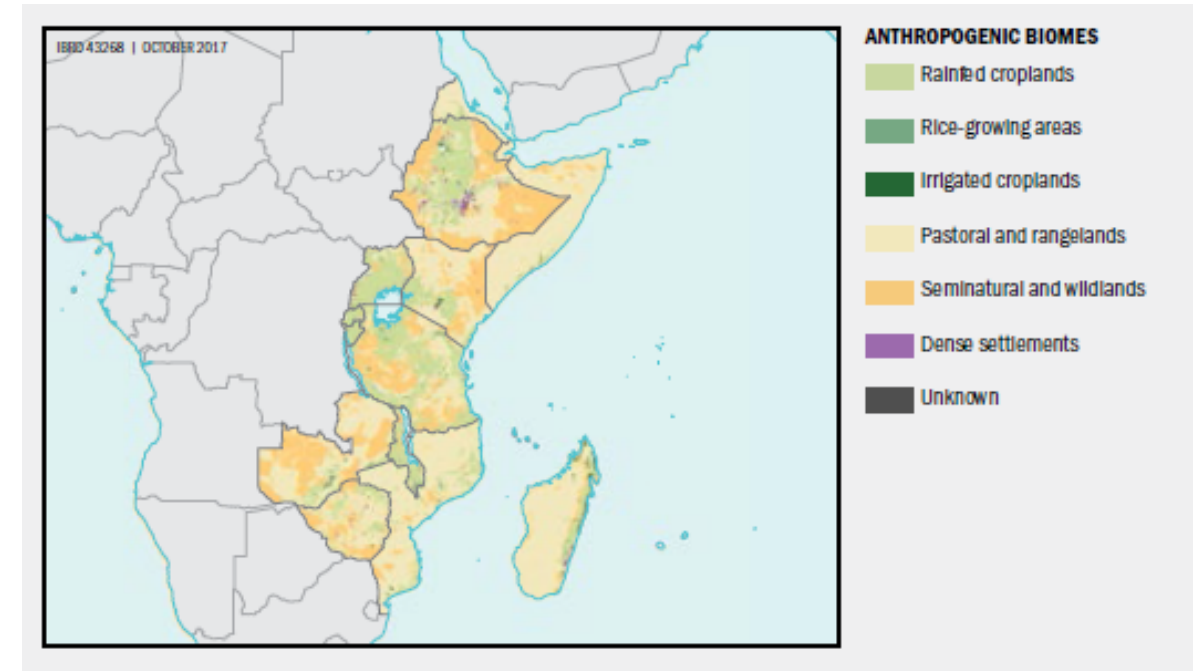 IBRD 43268 | OCTOBER 2017
ANTHROPOGENIC BIOMES
Rainfed croplands
Rice-growing areas
Irrigated croplands
Pastoral and rangelands
Seminatural and wildlands
Dense settlements
Unknown